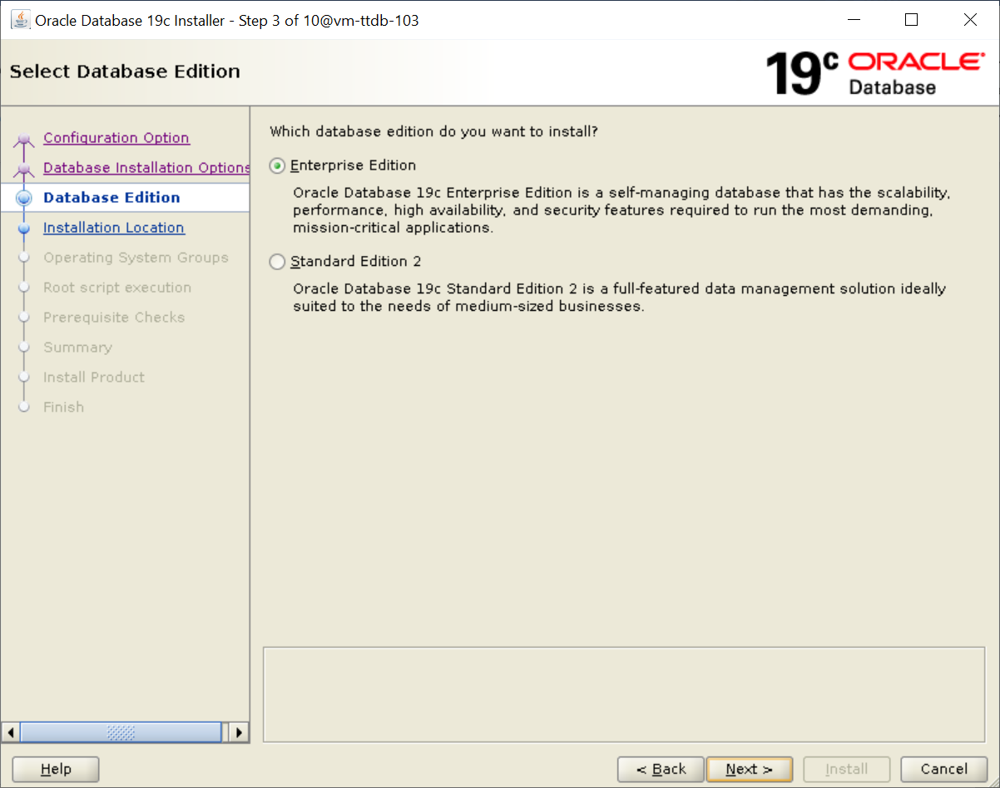 Oracle Database 19c Installer - Step 3 of 10@vm-ttdb-103
Select Database Edition
19c ORACLE
Database
Configuration Option
Database Installation Options
Database Edition
Installation Location
Operating System Groups
Root script execution
Prerequisite Checks
Summary
Install Product
Finish
Which database edition do you want to install?
Enterprise Edition
Oracle Database 19c Enterprise Edition is a self-managing database that has the scalability,
performance, high availability, and security features required to run the most demanding,
mission-critical applications.
Standard Edition 2
Oracle Database 19c Standard Edition 2 is a full-featured data management solution ideally
suited to the needs of medium-sized businesses.
Help
< Back
Next >
Install
Cancel